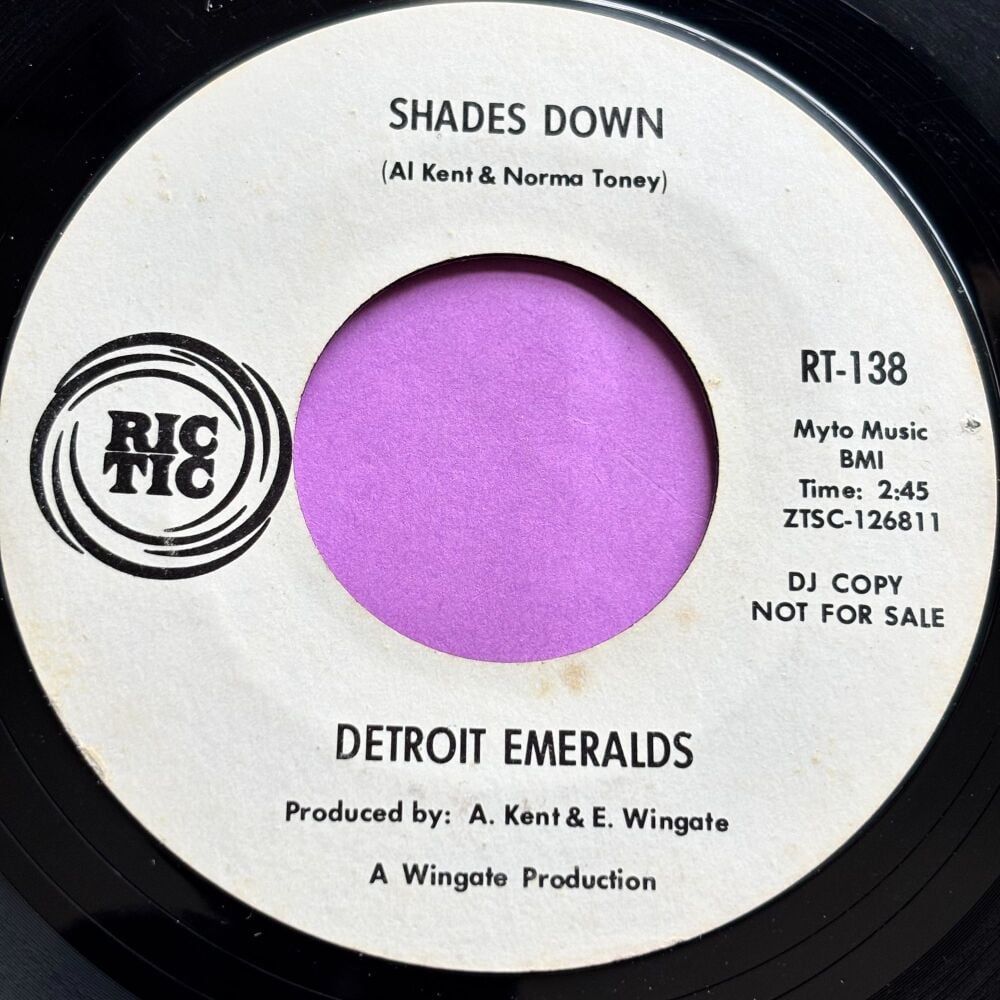 SHADES DOWN
(Al Kent & Norma Toney)
RIC
TIC
RT-138
Myto Music
BMI
Time: 2:45
ZTSC-126811
DJ COPY
NOT FOR SALE
DETROIT EMERALDS
Produced by: A. Kent & E. Wingate
A Wingate Production